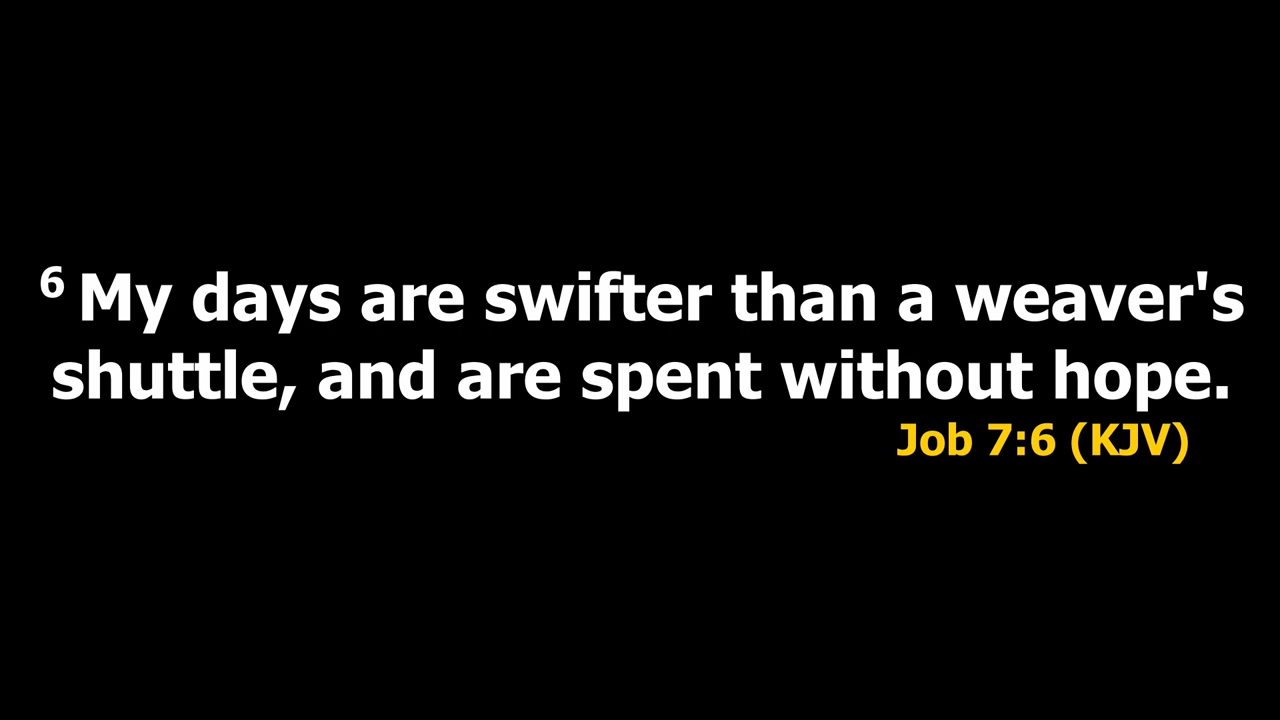 6 My days are swifter than a weaver's
shuttle, and are spent without hope.
Job 7:6 (KJV)